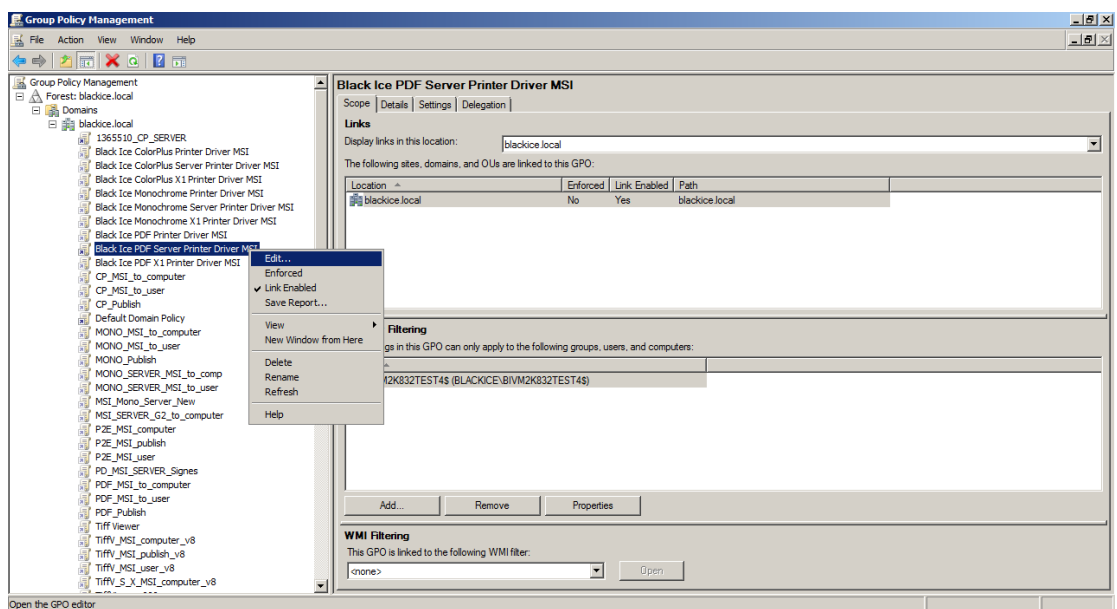 Group Policy Management
File Action View Window Help
Group Policy Management
Forest: blackice.local
Domains
blackice.local
1365510_CP_SERVER
Black Ice ColorPlus Printer Driver MSI
Black Ice ColorPlus Server Printer Driver MSI
Black Ice ColorPlus X1 Printer Driver MSI
Black Ice Monochrome Printer Driver MSI
Black Ice Monochrome Server Printer Driver MSI
Black Ice Monochrome X1 Printer Driver MSI
Black Ice PDF Printer Driver MSI
Black Ice PDF Server Printer Driver MSI
Black Ice PDF X1 Printer Driver MSI
CP_MSI_to_computer
CP_MSI_to_user
CP_Publish
Default Domain Policy
MONO_MSI_to_computer
MONO_MSI_to_user
MONO_Publish
MONO_SERVER_MSI_to_comp
MONO_SERVER_MSI_to_user
MSI_Mono_Server_New
MSI_SERVER_G2_to_computer
P2E_MSI_computer
P2E_MSI_publish
P2E_MSI_user
PD_MSI_SERVER_Signes
PDF_MSI_to_computer
PDF_MSI_to_user
PDF_Publish
Tiff Viewer
TiffV_MSI_computer_v8
TiffV_MSI_publish_v8
TiffV_MSI_user_v8
TiffV_S_X_MSI_computer_v8
Edit...
Enforced
Link Enabled
Save Report...
View
New Window from Here
Delete
Rename
Refresh
Help
Black Ice PDF Server Printer Driver MSI
Scope Details Settings Delegation
Links
Display links in this location: blackice.local
The following sites, domains, and OUs are linked to this GPO:
Location Enforced Link Enabled Path
blackice.local No Yes blackice.local
Filtering
gs in this GPO can only apply to the following groups, users, and computers:
M2K832TEST4$ (BLACKICE\BIVM2K832TEST4$)
Add... Remove Properties
WMI Filtering
This GPO is linked to the following WMI filter:
<none> Open
Open the GPO editor